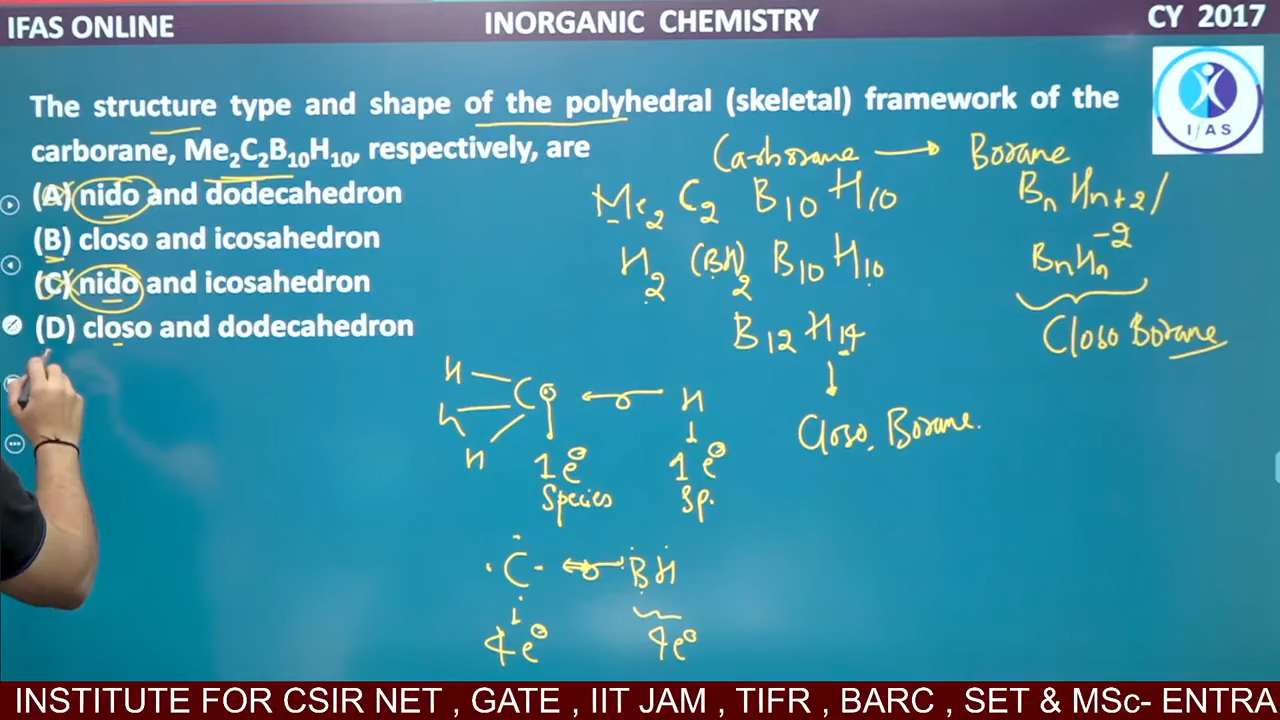 IFAS ONLINE
INORGANIC CHEMISTRY
CY 2017
The structure type and shape of the polyhedral (skeletal) framework of the
carborane, Me₂C₂B₁₀H₁₀, respectively, are
(A) nido and dodecahedron
(B) closo and icosahedron
(C) nido and icosahedron
(D) closo and dodecahedron
IFAS
Carborane → Borane
Me₂ C₂ B₁₀ H₁₀
BₙHₙ₊₂/
H₂ (BH)₂ B₁₀ H₁₀
BₙHₙ⁻²
B₁₂ H₁₄
Closo Borane
↓
Closo. Borane.
H
H
H
C
H
1e⁻
1e⁻
Species
Sp.
C
BH
4e⁻
4e⁻
INSTITUTE FOR CSIR NET , GATE , IIT JAM , TIFR , BARC , SET & MSc- ENTRA